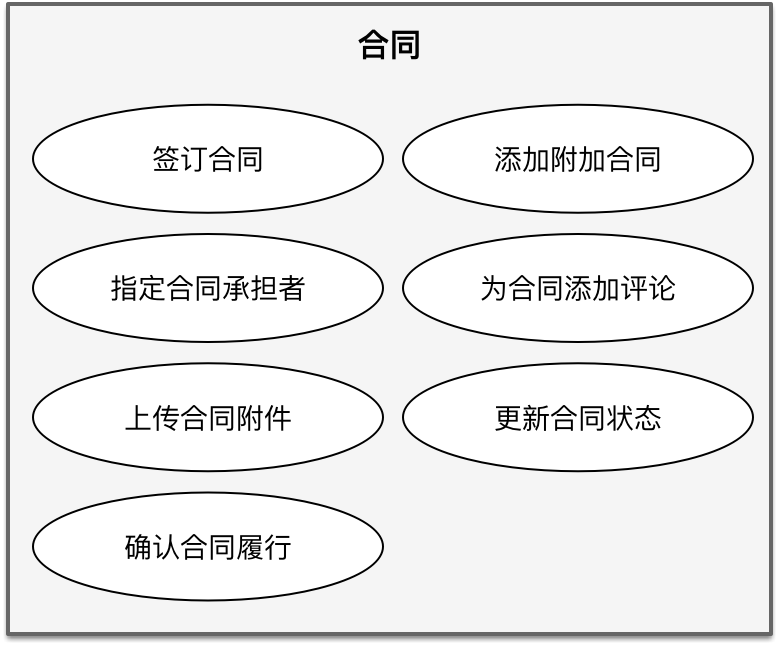 合同
签订合同
添加附加合同
指定合同承担者
为合同添加评论
上传合同附件
更新合同状态
确认合同履行